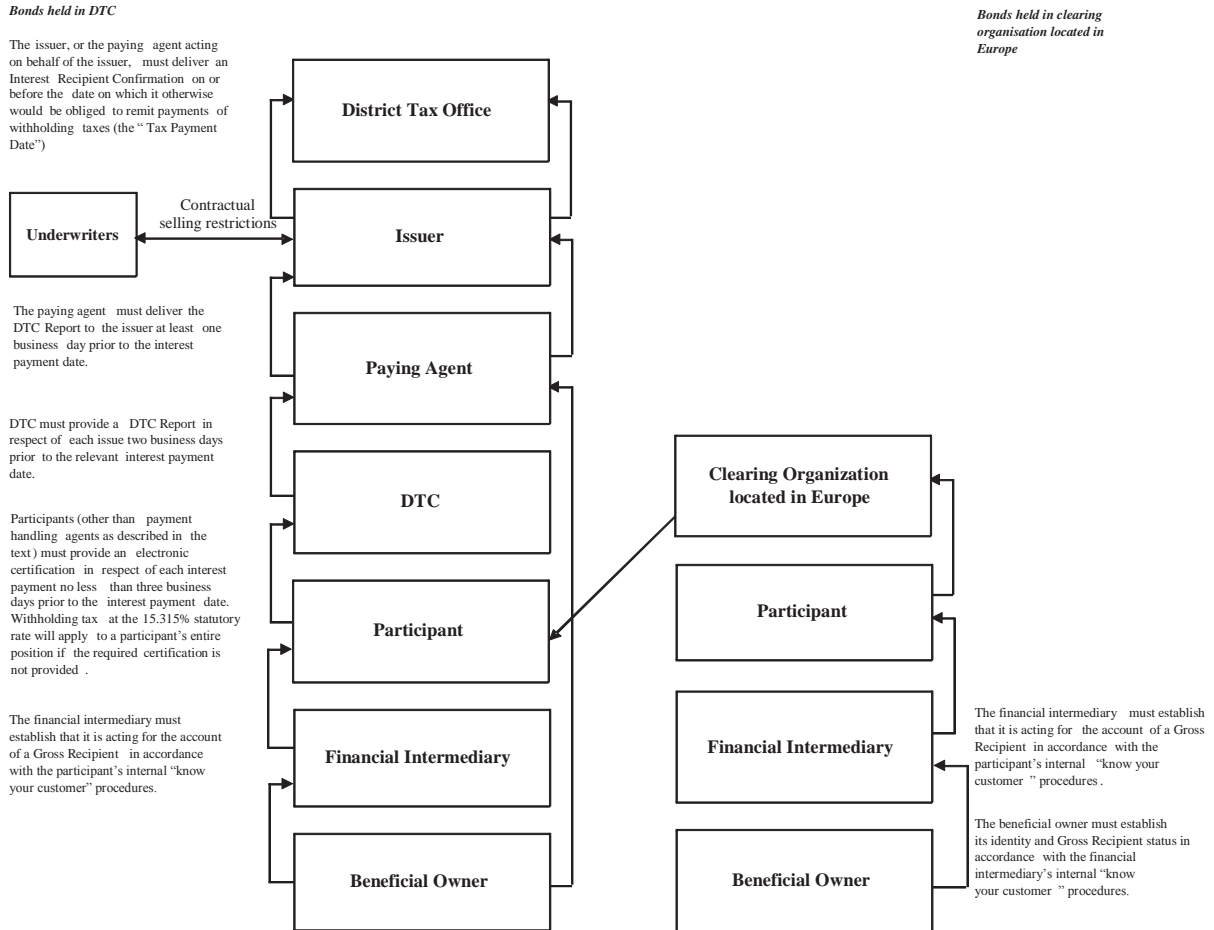 Bonds held in DTC
The issuer, or the paying agent acting
on behalf of the issuer, must deliver an
Interest Recipient Confirmation on or
before the date on which it otherwise
would be obliged to remit payments of
withholding taxes (the “ Tax Payment
Date”)
Bonds held in clearing
organisation located in
Europe
District Tax Office
Underwriters
Contractual
selling restrictions
Issuer
The paying agent must deliver the
DTC Report to the issuer at least one
business day prior to the interest
payment date.
Paying Agent
DTC must provide a DTC Report in
respect of each issue two business days
prior to the relevant interest payment
date.
DTC
Clearing Organization
located in Europe
Participants (other than payment
handling agents as described in the
text) must provide an electronic
certification in respect of each interest
payment no less than three business
days prior to the interest payment date.
Withholding tax at the 15.315% statutory
rate will apply to a participant’s entire
position if the required certification is
not provided .
Participant
Participant
The financial intermediary must
establish that it is acting for the account
of a Gross Recipient in accordance
with the participant’s internal “know
your customer” procedures.
Financial Intermediary
Financial Intermediary
The financial intermediary must establish
that it is acting for the account of a Gross
Recipient in accordance with the
participant’s internal “know your
customer ” procedures .
Beneficial Owner
Beneficial Owner
The beneficial owner must establish
its identity and Gross Recipient status in
accordance with the financial
intermediary’s internal “know
your customer ” procedures.